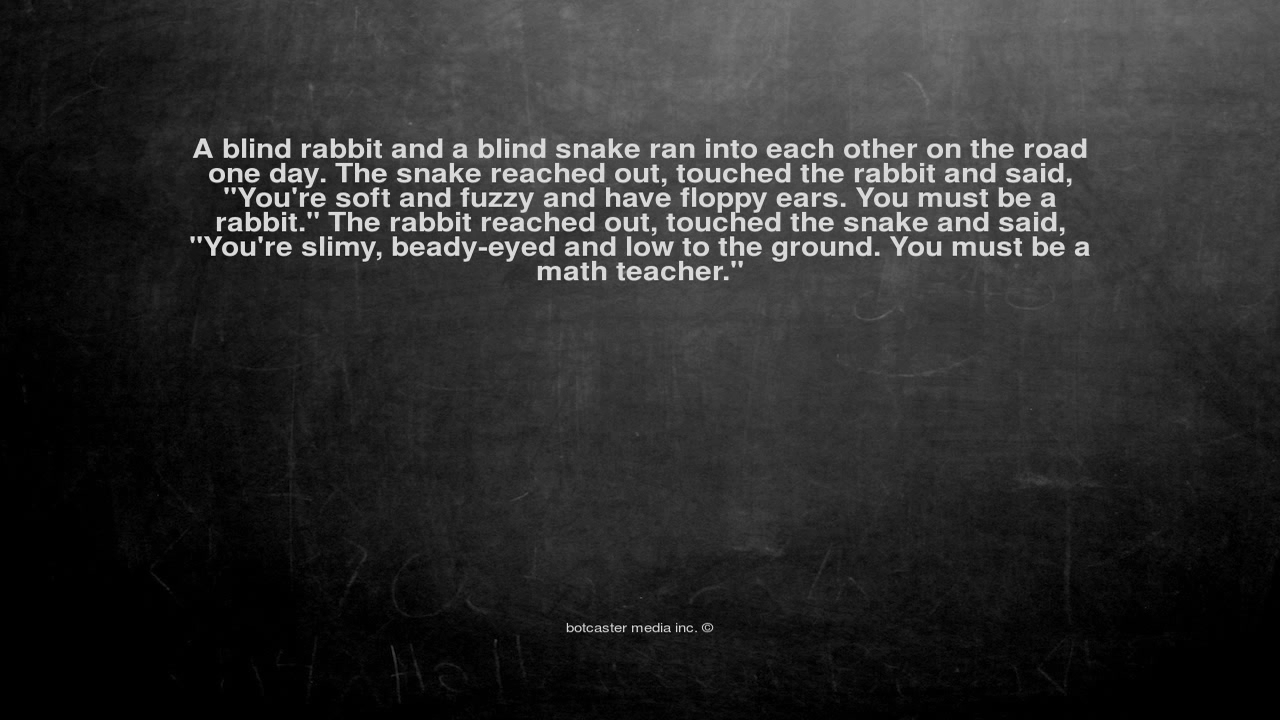 A blind rabbit and a blind snake ran into each other on the road
one day. The snake reached out, touched the rabbit and said,
"You're soft and fuzzy and have floppy ears. You must be a
rabbit." The rabbit reached out, touched the snake and said,
"You're slimy, beady-eyed and low to the ground. You must be a
math teacher."
botcaster media inc. ©